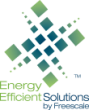 TM
Energy
Efficient Solutions
by Freescale